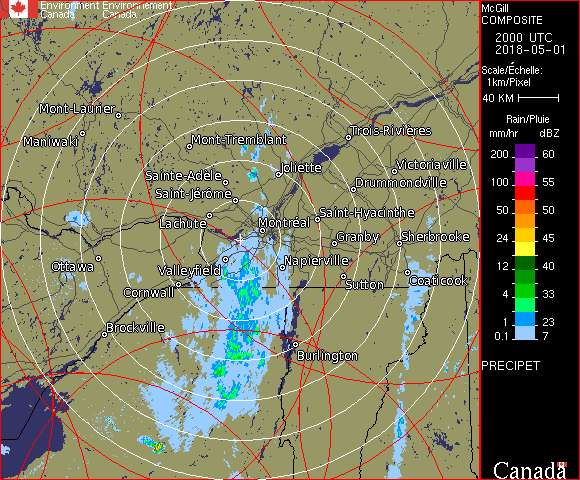 Environment Environnement
Canada Canada
McGill
COMPOSITE
2000 UTC
2018-05-01
Scale/Échelle:
1km/Pixel
40 KM
Rain/Pluie
mm/hr dBZ
200 60
100 55
50 50
24 45
12 40
4 33
1 23
0.1 7
PRECIPET
Canada
Mont-Laurier
Maniwaki
Mont-Tremblant
Trois-Rivières
Sainte-Adèle
Joliette
Victoriaville
Saint-Jérôme
Drummondville
Lachute
Montréal
Saint-Hyacinthe
Granby
Sherbrooke
Ottawa
Valleyfield
Napierville
Cornwall
Sutton
Coaticook
Brockville
Burlington